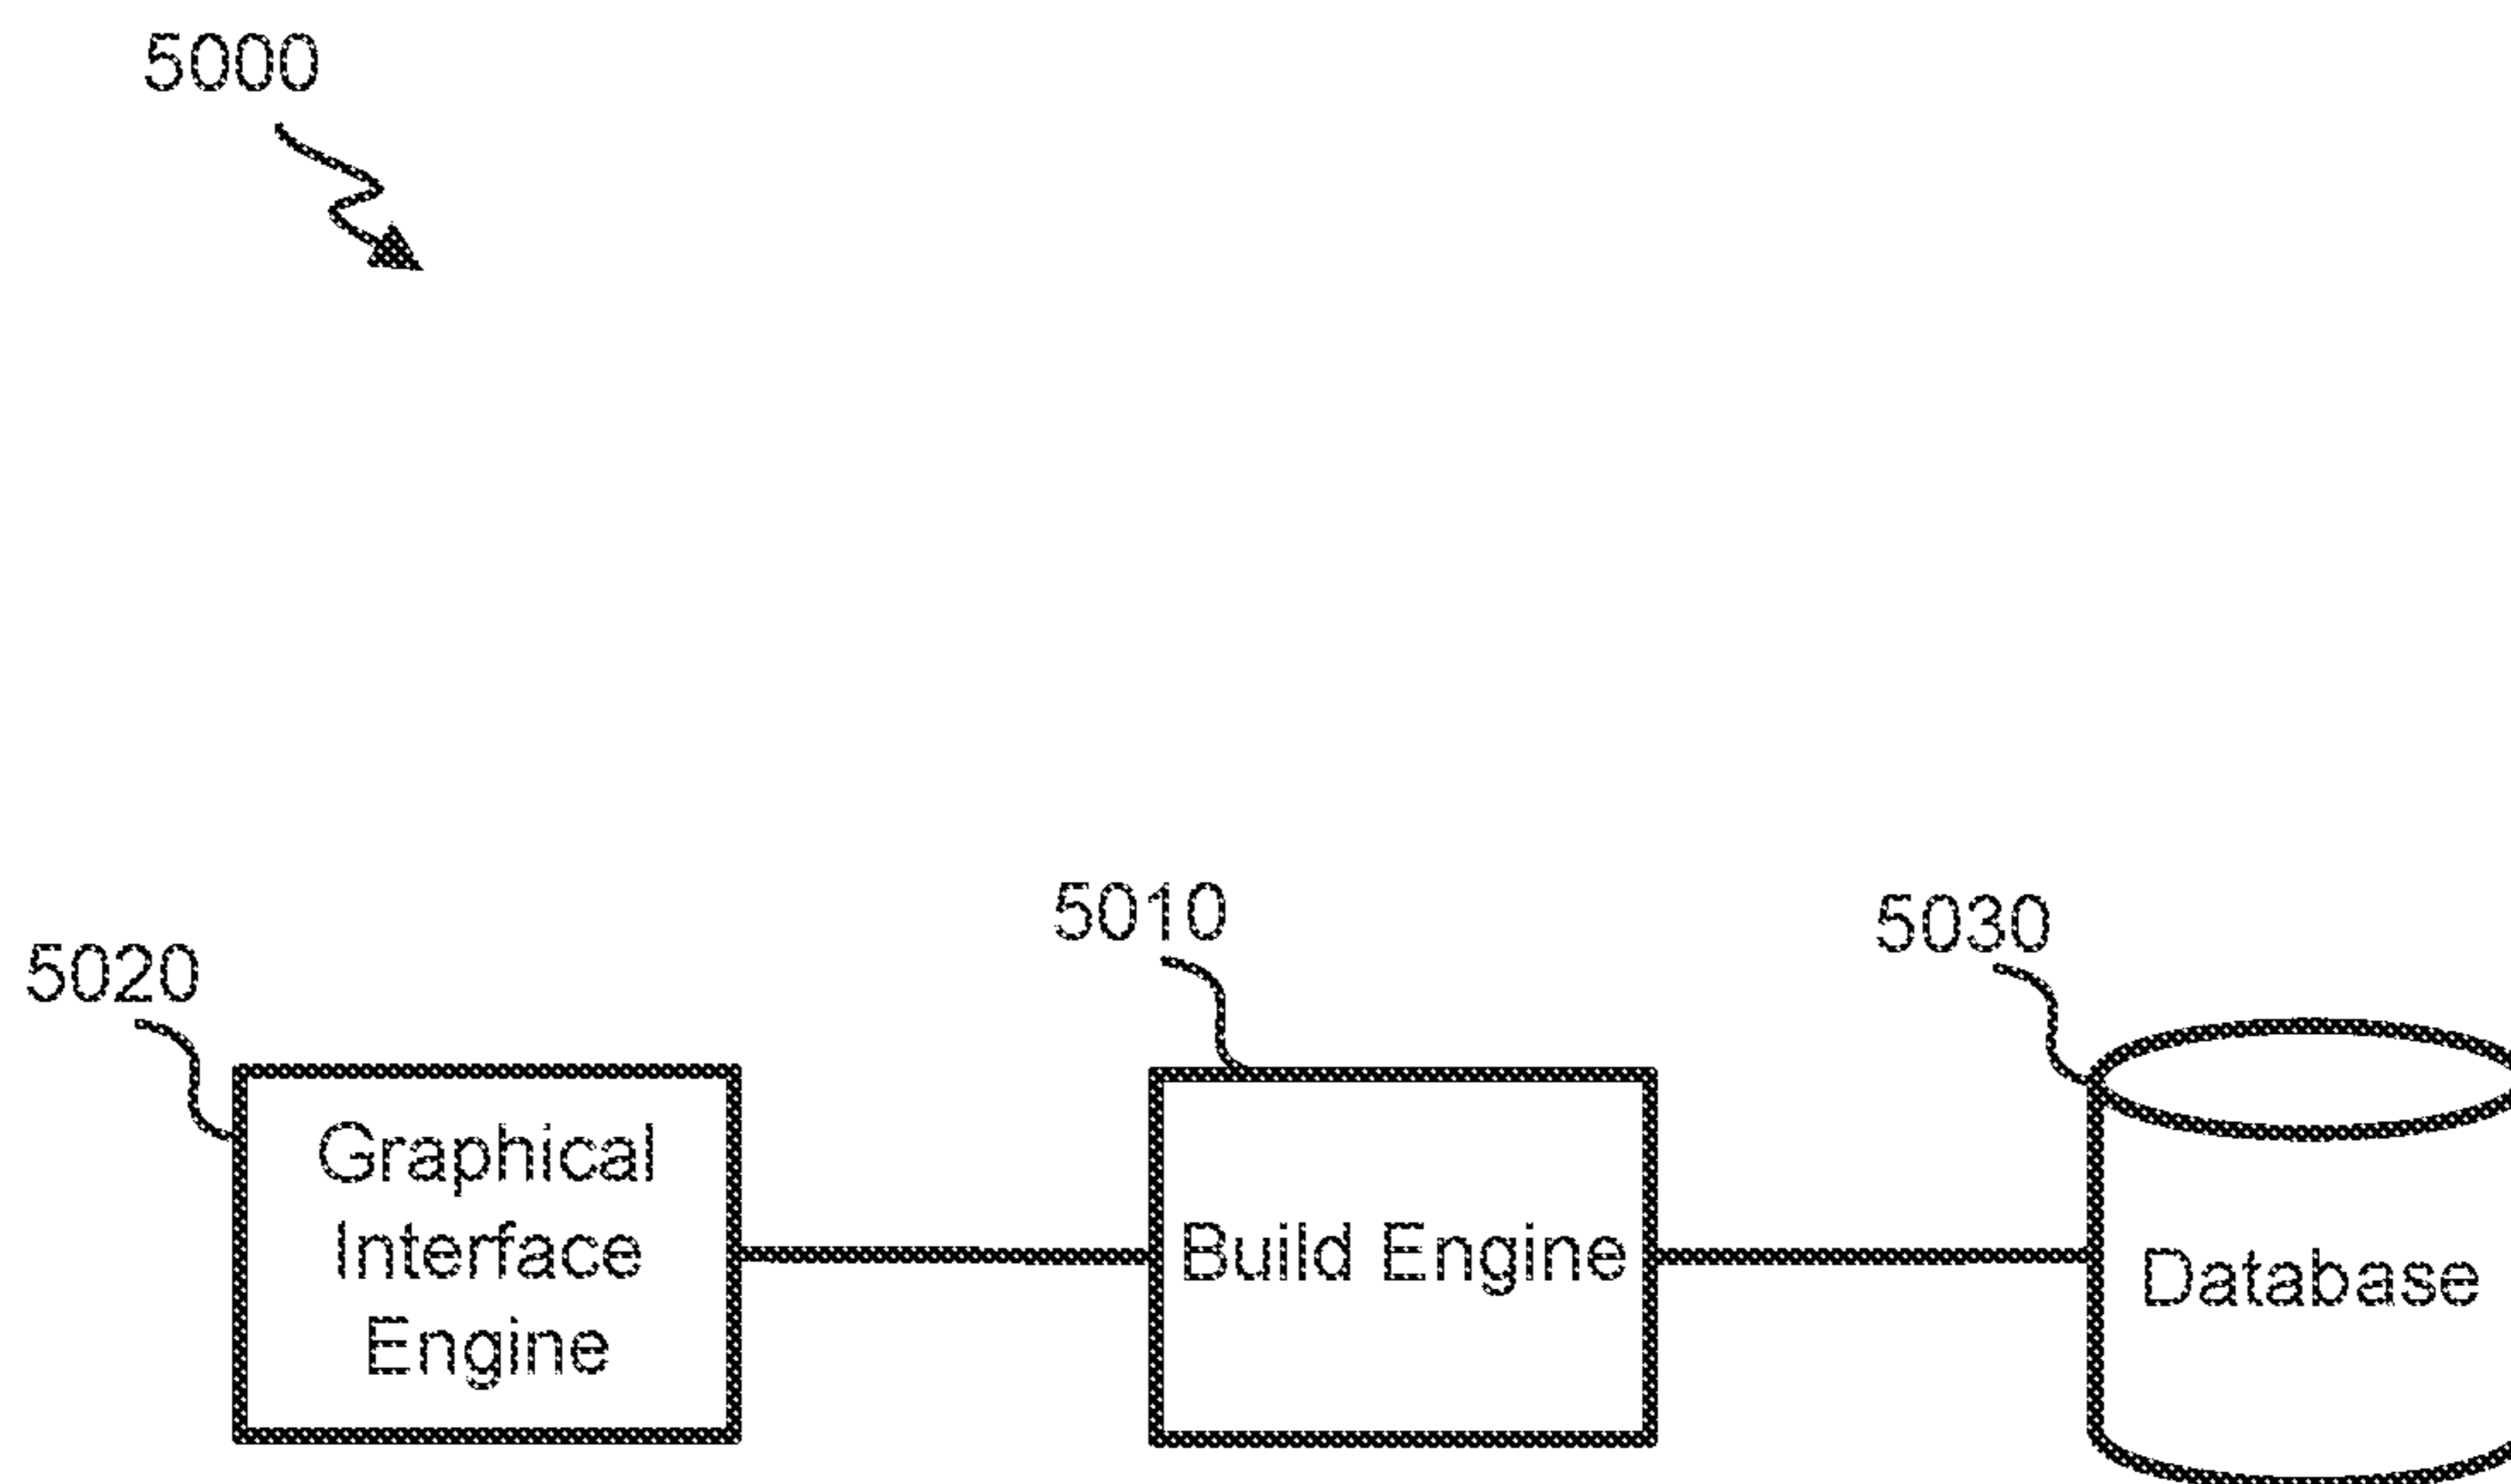 5000
5010
5030
5020
Graphical
Interface
Engine
Build Engine
Database